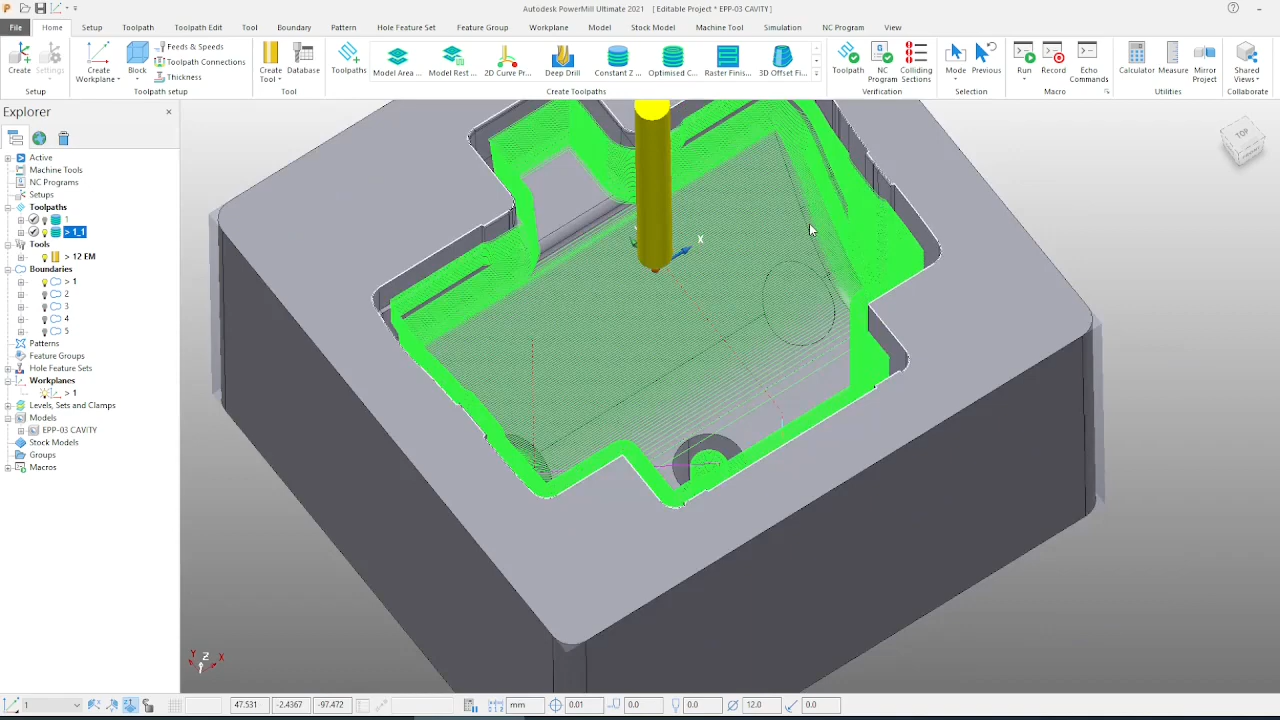 Autodesk PowerMill Ultimate 2021 [ Editable Project * EPP-03 CAVITY]
File Home Setup Toolpath Toolpath Edit Tool Boundary Pattern Hole Feature Set Feature Group Workplane Model Stock Model Machine Tool Simulation NC Program View
Create Settings
Setup
Create Workplane Block Feeds & Speeds Toolpath Connections Thickness
Toolpath setup
Create Tool Database
Tool
Toolpaths Model Area ... Model Rest ... 2D Curve Pr... Deep Drill Constant Z ... Optimised C... Raster Finis... 3D Offset Fi...
Create Toolpaths
Toolpath NC Program Colliding Sections
Verification
Mode Previous
Selection
Run Record Echo Commands
Macro
Calculator Measure Mirror Project
Utilities
Shared Views
Collaborate
Explorer
Active
Machine Tools
NC Programs
Setups
Toolpaths
1
> 1_1
Tools
> 12 EM
Boundaries
> 1
2
3
4
5
Patterns
Feature Groups
Hole Feature Sets
Workplanes
> 1
Levels, Sets and Clamps
Models
EPP-03 CAVITY
Stock Models
Groups
Macros
TOP
X
Y Z X
1 47.531 -2.4367 -97.472 mm 0.01 0.0 0.0 12.0 0.0